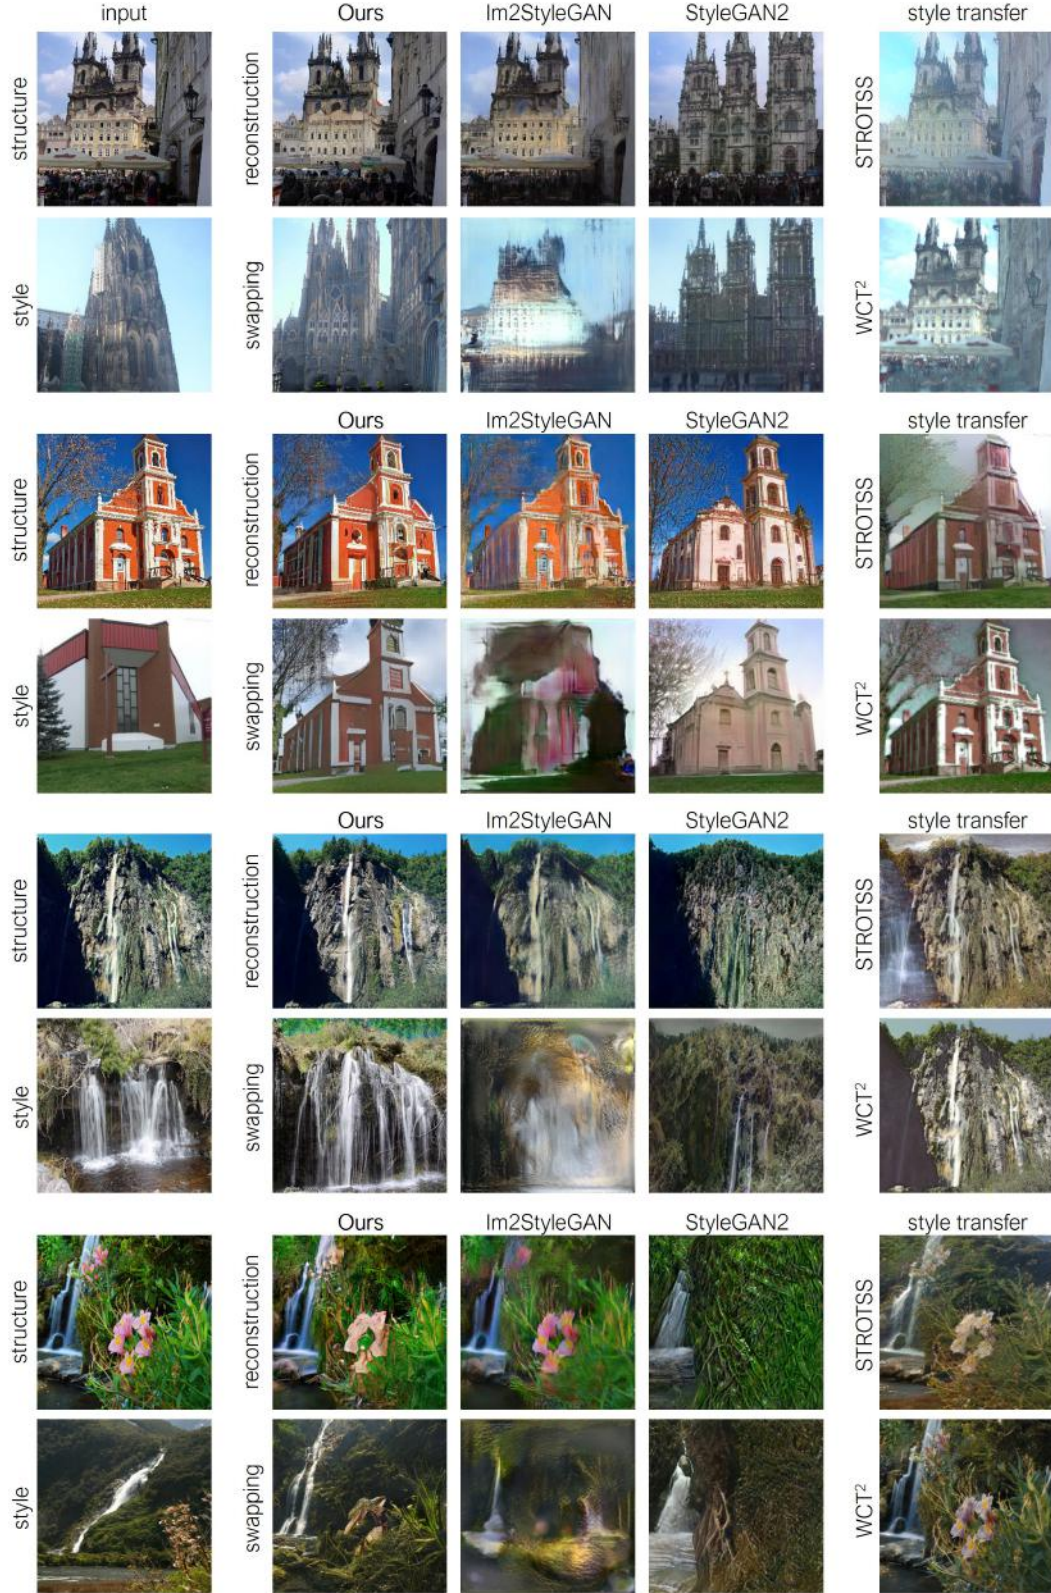 input
Ours
Im2StyleGAN
StyleGAN2
style transfer
structure
reconstruction
STROTSS
style
swapping
WCT²
Ours
Im2StyleGAN
StyleGAN2
style transfer
structure
reconstruction
STROTSS
style
swapping
WCT²
Ours
Im2StyleGAN
StyleGAN2
style transfer
structure
reconstruction
STROTSS
style
swapping
WCT²
Ours
Im2StyleGAN
StyleGAN2
style transfer
structure
reconstruction
STROTSS
style
swapping
WCT²